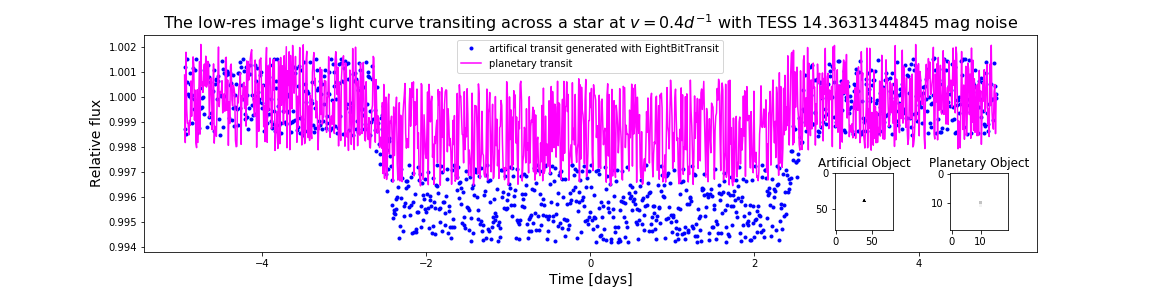 The low-res image's light curve transiting across a star at v = 0.4d⁻¹ with TESS 14.3631344845 mag noise
artifical transit generated with EightBitTransit
planetary transit
Relative flux
1.002
1.001
1.000
0.999
0.998
0.997
0.996
0.995
0.994
Artificial Object
0
50
0 50
Planetary Object
0
10
0 10
−4 −2 0 2 4
Time [days]